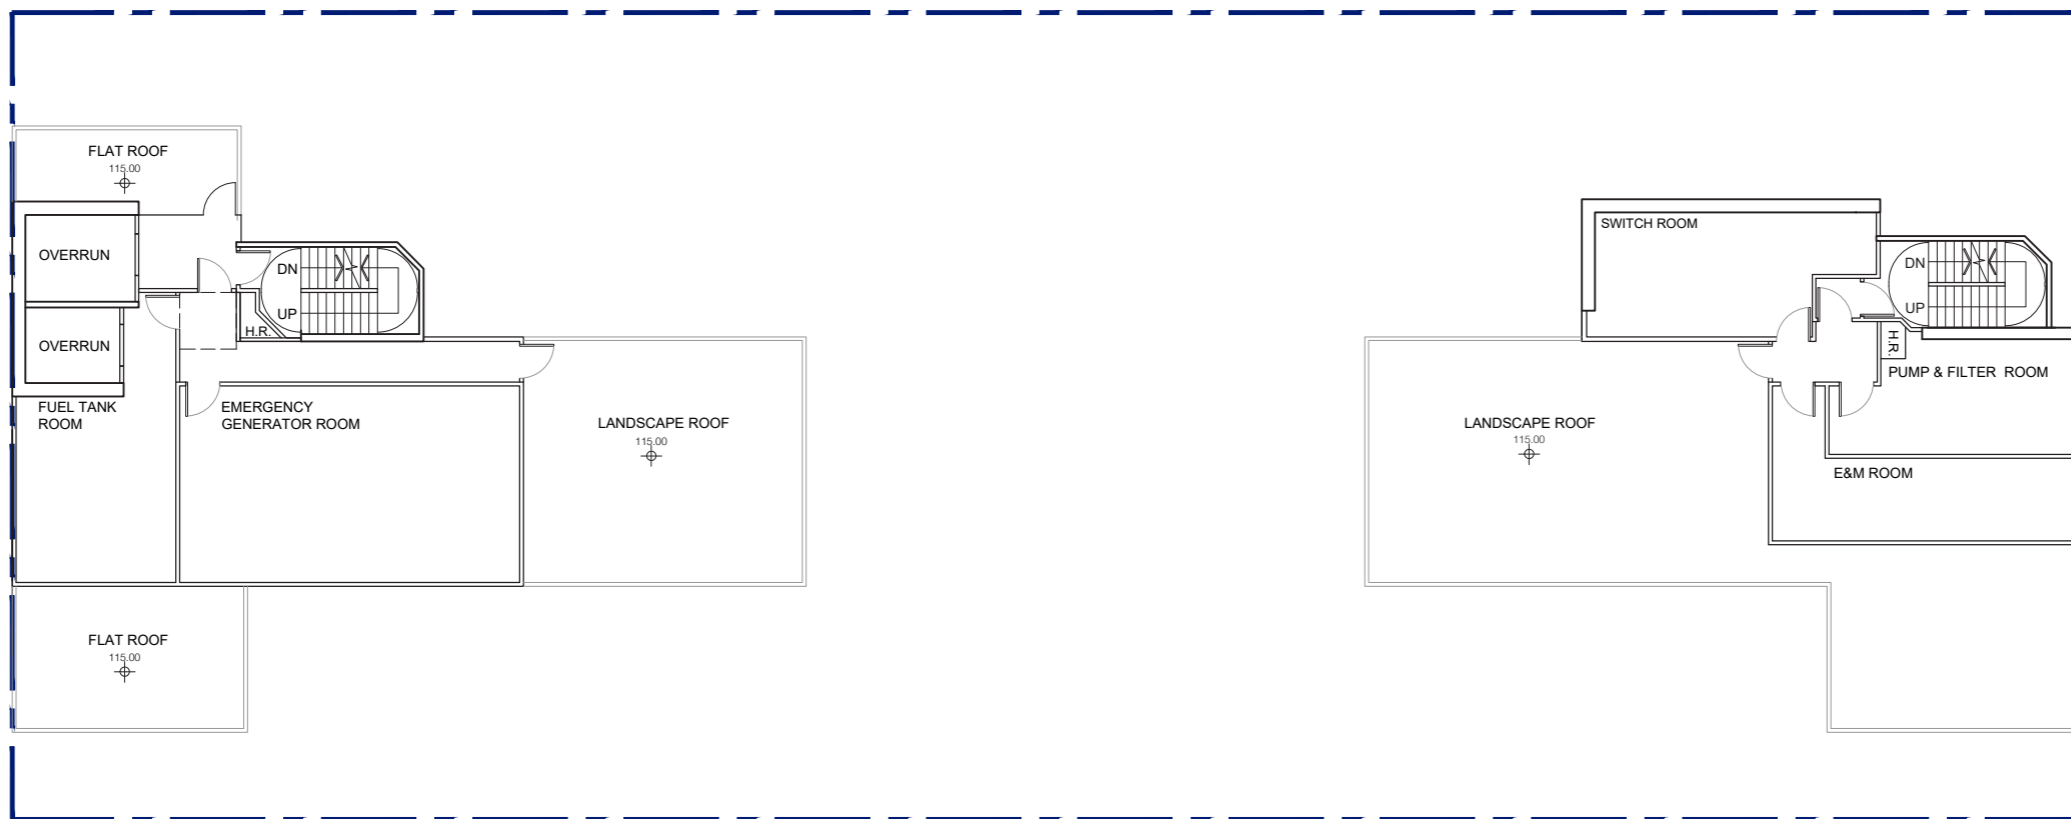 FLAT ROOF
115.00
OVERRUN
DN
UP
H.R.
OVERRUN
FUEL TANK
ROOM
EMERGENCY
GENERATOR ROOM
LANDSCAPE ROOF
115.00
FLAT ROOF
115.00
SWITCH ROOM
DN
UP
H.R.
PUMP & FILTER ROOM
LANDSCAPE ROOF
115.00
E&M ROOM